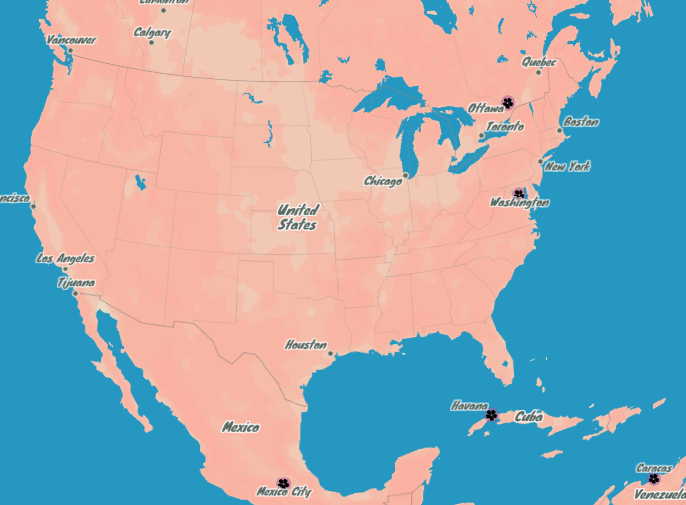 Edmonton
Calgary
Vancouver
Quebec
Ottawa
Boston
Toronto
New York
Chicago
Washington
ncisco
United
States
Los Angeles
Tijuana
Houston
Havana
Cuba
Mexico
Caracas
Mexico City
Venezuela